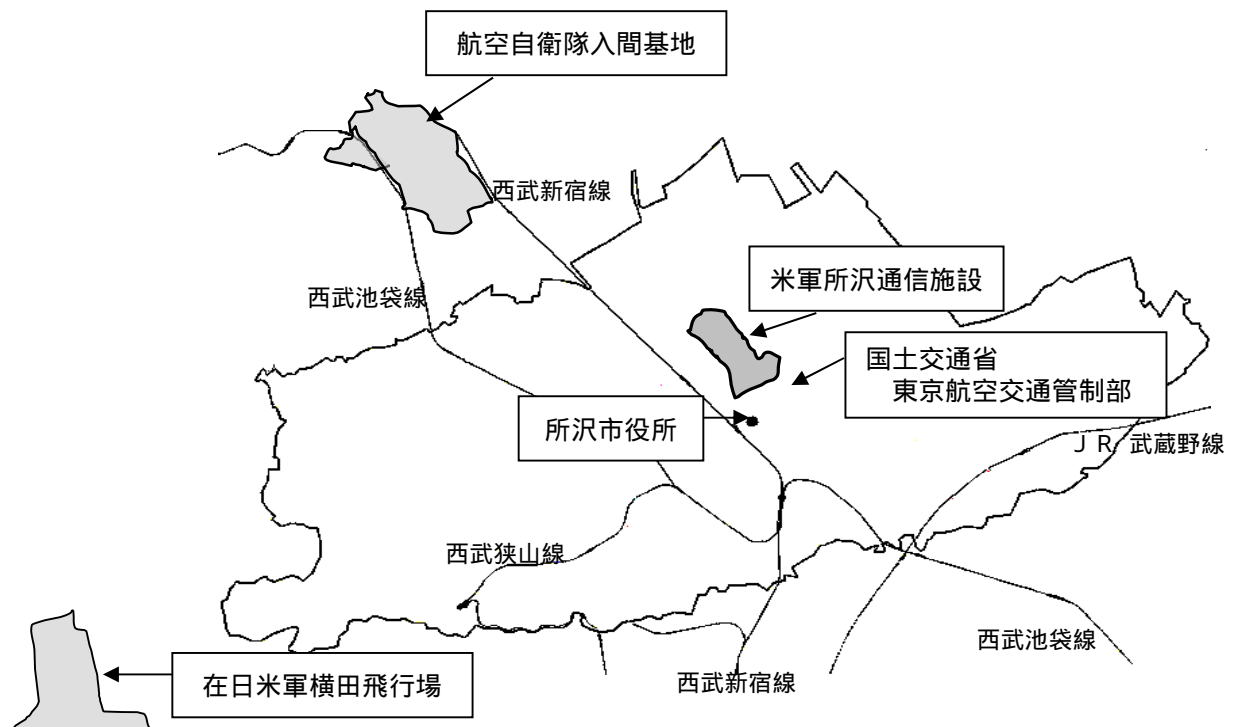 航空自衛隊入間基地
西武新宿線
米軍所沢通信施設
西武池袋線
国土交通省
東京航空交通管制部
所沢市役所
ＪＲ 武蔵野線
西武狭山線
西武池袋線
在日米軍横田飛行場
西武新宿線